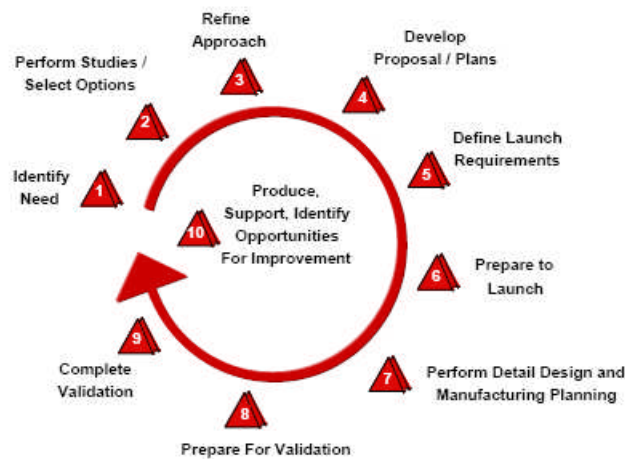 1
Identify
Need
2
Perform Studies /
Select Options
3
Refine
Approach
4
Develop
Proposal / Plans
5
Define Launch
Requirements
6
Prepare to
Launch
7
Perform Detail Design and
Manufacturing Planning
8
Prepare For Validation
9
Complete
Validation
10
Produce,
Support, Identify
Opportunities
For Improvement